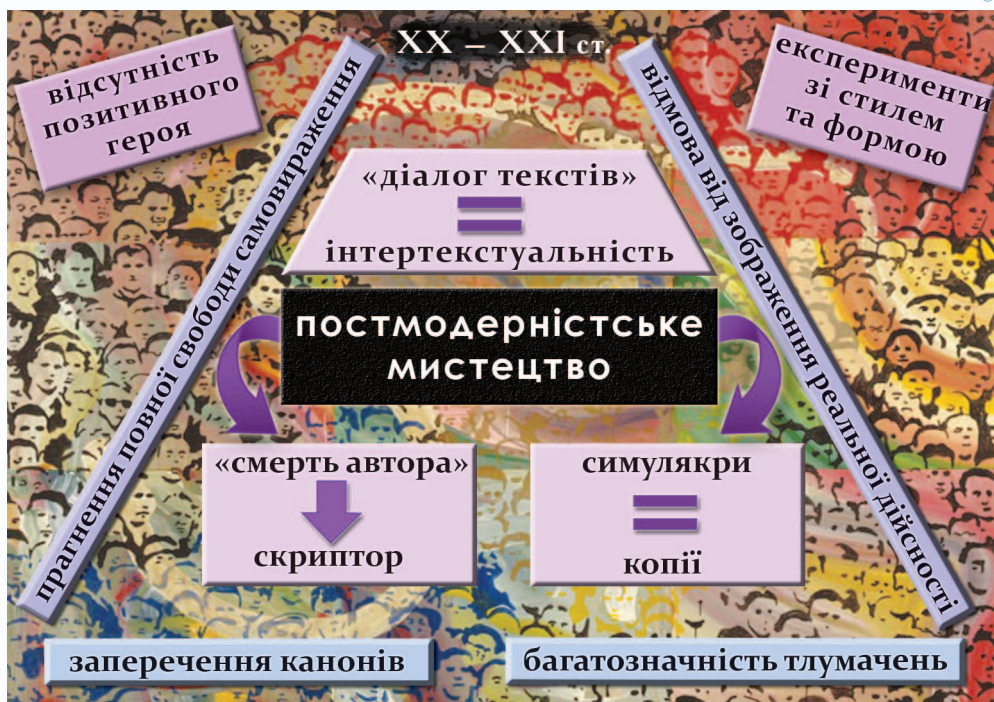 XX – XXI ст.
відсутність
позитивного
героя
експерименти
зі стилем
та формою
прагнення повної свободи самовираження
відмова від зображення реальної дійсності
«діалог текстів»
=
інтертекстуальність
постмодерністське
мистецтво
«смерть автора»
скриптор
симулякри
=
копії
заперечення канонів
багатозначність тлумачень